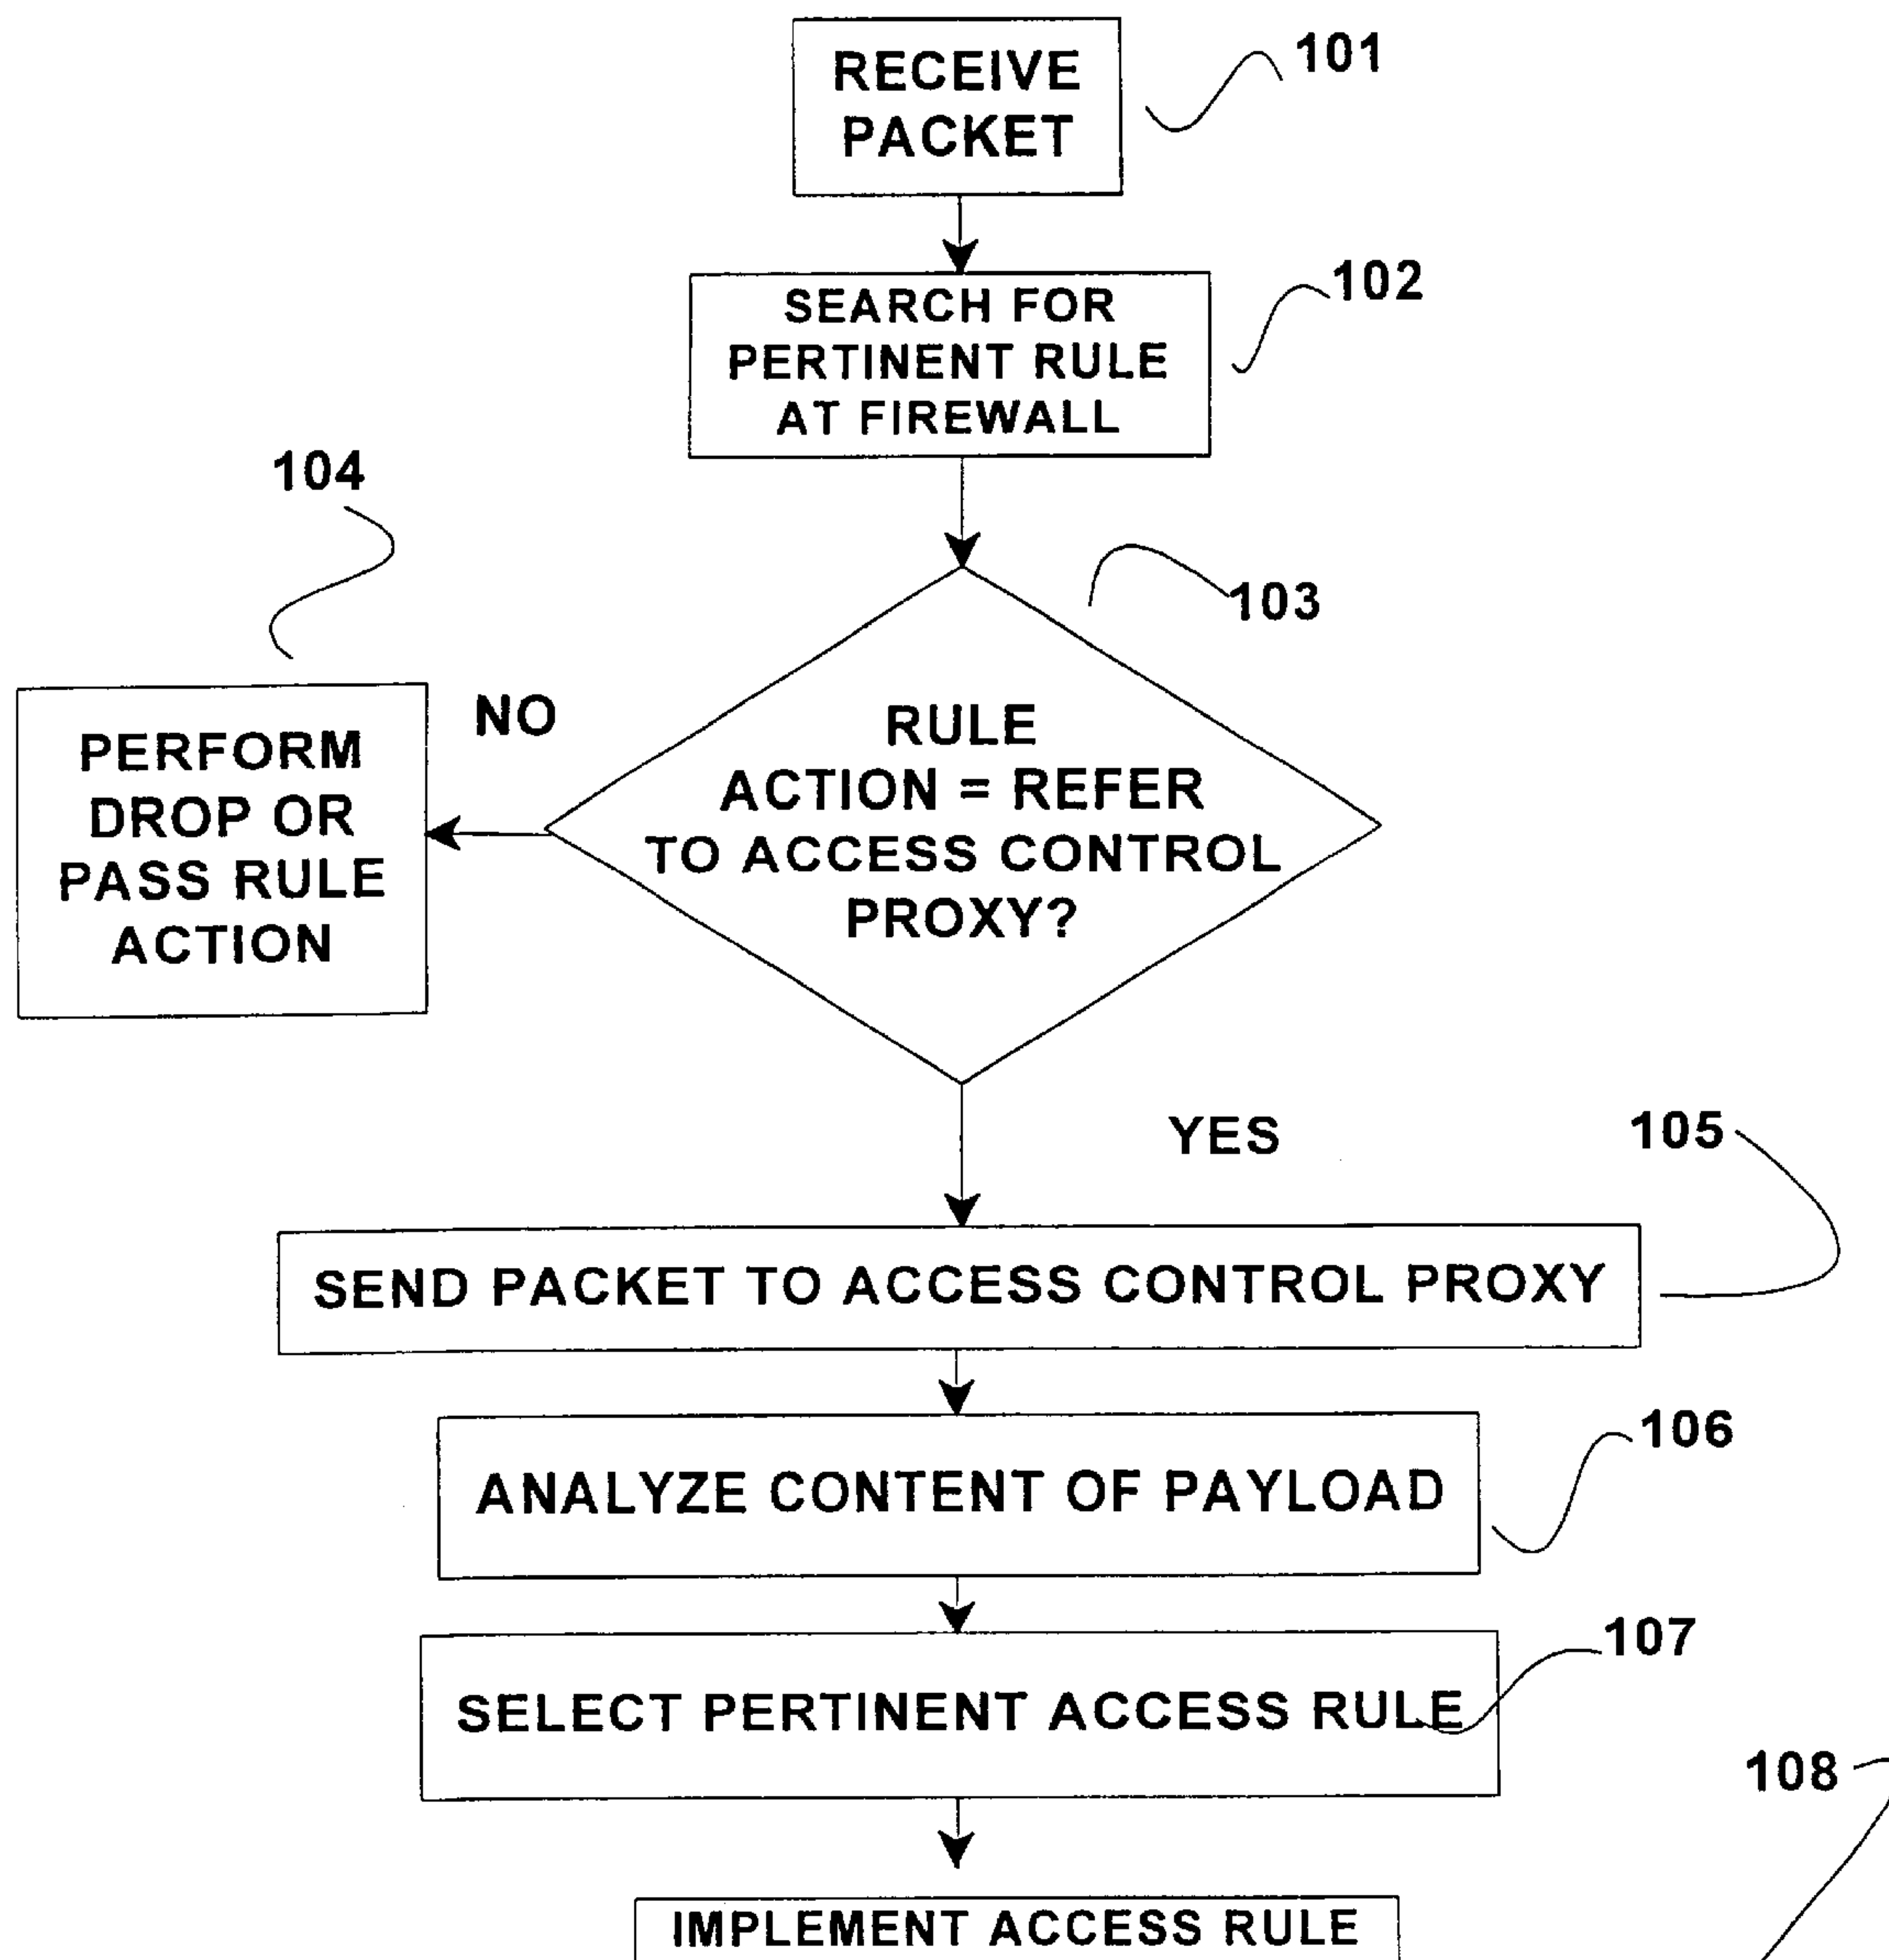 RECEIVE
PACKET
101
SEARCH FOR
PERTINENT RULE
AT FIREWALL
102
104
103
PERFORM
DROP OR
PASS RULE
ACTION
NO
RULE
ACTION = REFER
TO ACCESS CONTROL
PROXY?
YES
105
SEND PACKET TO ACCESS CONTROL PROXY
106
ANALYZE CONTENT OF PAYLOAD
107
SELECT PERTINENT ACCESS RULE
108
IMPLEMENT ACCESS RULE